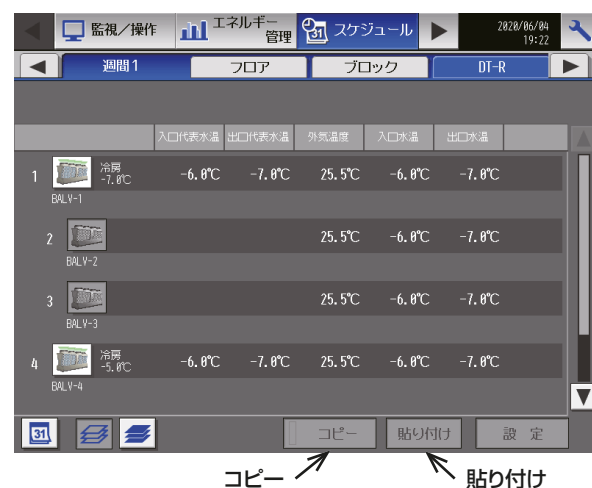 監視/操作
エネルギー
管理
31
スケジュール
2020/06/04
19:22
週間1
フロア
ブロック
DT-R
入口代表水温 出口代表水温 外気温度 入口水温 出口水温
1 冷房 -6.0℃ -7.0℃ 25.5℃ -6.0℃ -7.0℃
-7.0℃
BALV-1
2 25.5℃ -6.0℃ -7.0℃
BALV-2
3 25.5℃ -6.0℃ -7.0℃
BALV-3
4 冷房 -6.0℃ -7.0℃ 25.5℃ -6.0℃ -7.0℃
-5.0℃
BALV-4
31 コピー 貼り付け 設 定
コピー 貼り付け